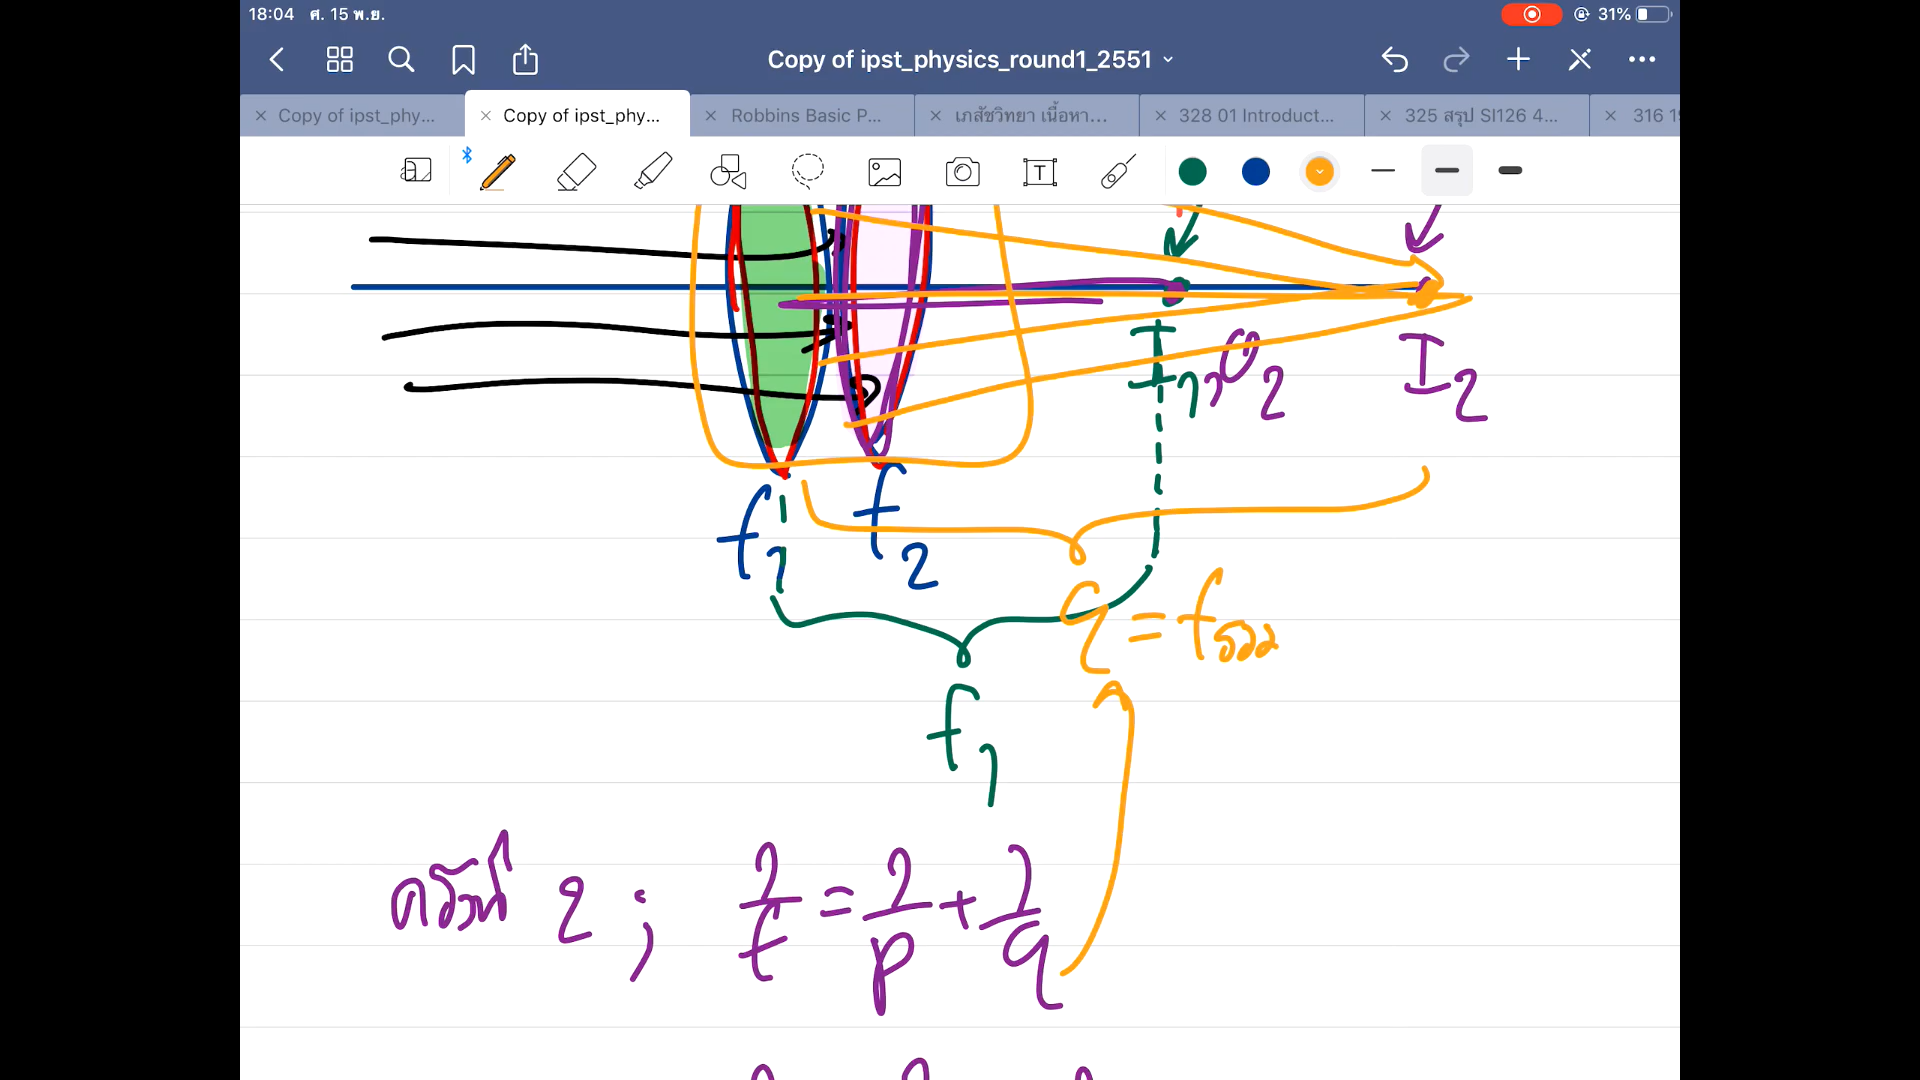 18:04 ศ. 15 พ.ย. 31%
Copy of ipst_physics_round1_2551
Copy of ipst_phy... Copy of ipst_phy... Robbins Basic P... เภสัชวิทยา เนื้อหา... 328 01 Introduct... 325 สรุป SI126 4... 316 1
T
I₁, O₂ I₂
f₁ f₂
q = fรวม
f₁
ครั้งที่ 2 ; 1/f = 1/p + 1/q